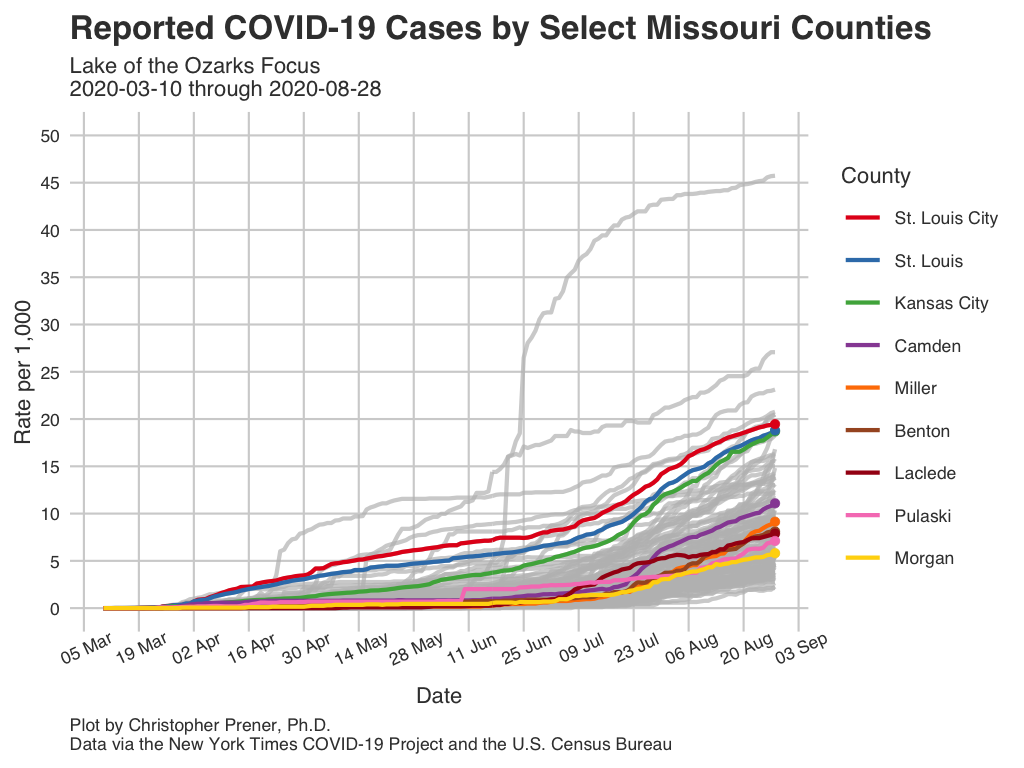 Reported COVID-19 Cases by Select Missouri Counties
Lake of the Ozarks Focus
2020-03-10 through 2020-08-28
Rate per 1,000
50
45
40
35
30
25
20
15
10
5
0
05 Mar
19 Mar
02 Apr
16 Apr
30 Apr
14 May
28 May
11 Jun
25 Jun
09 Jul
23 Jul
06 Aug
20 Aug
03 Sep
Date
County
St. Louis City
St. Louis
Kansas City
Camden
Miller
Benton
Laclede
Pulaski
Morgan
Plot by Christopher Prener, Ph.D.
Data via the New York Times COVID-19 Project and the U.S. Census Bureau